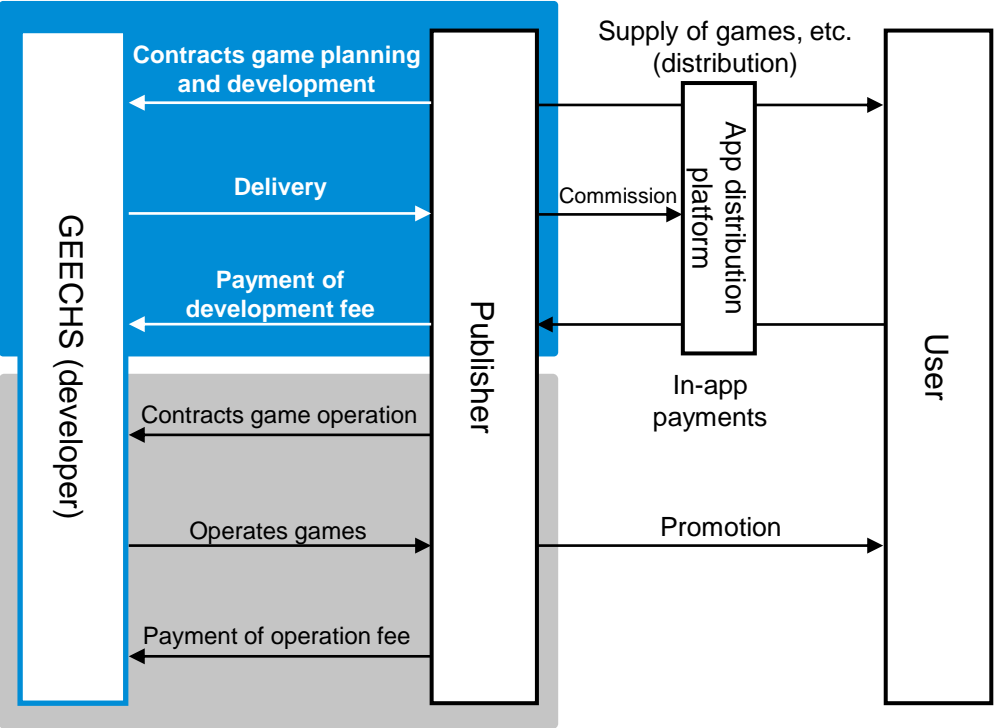 Contracts game planning
and development
Delivery
Payment of
development fee
GEECHS (developer)
Contracts game operation
Operates games
Payment of operation fee
Publisher
Supply of games, etc.
(distribution)
Commission
App distribution
platform
In-app
payments
Promotion
User